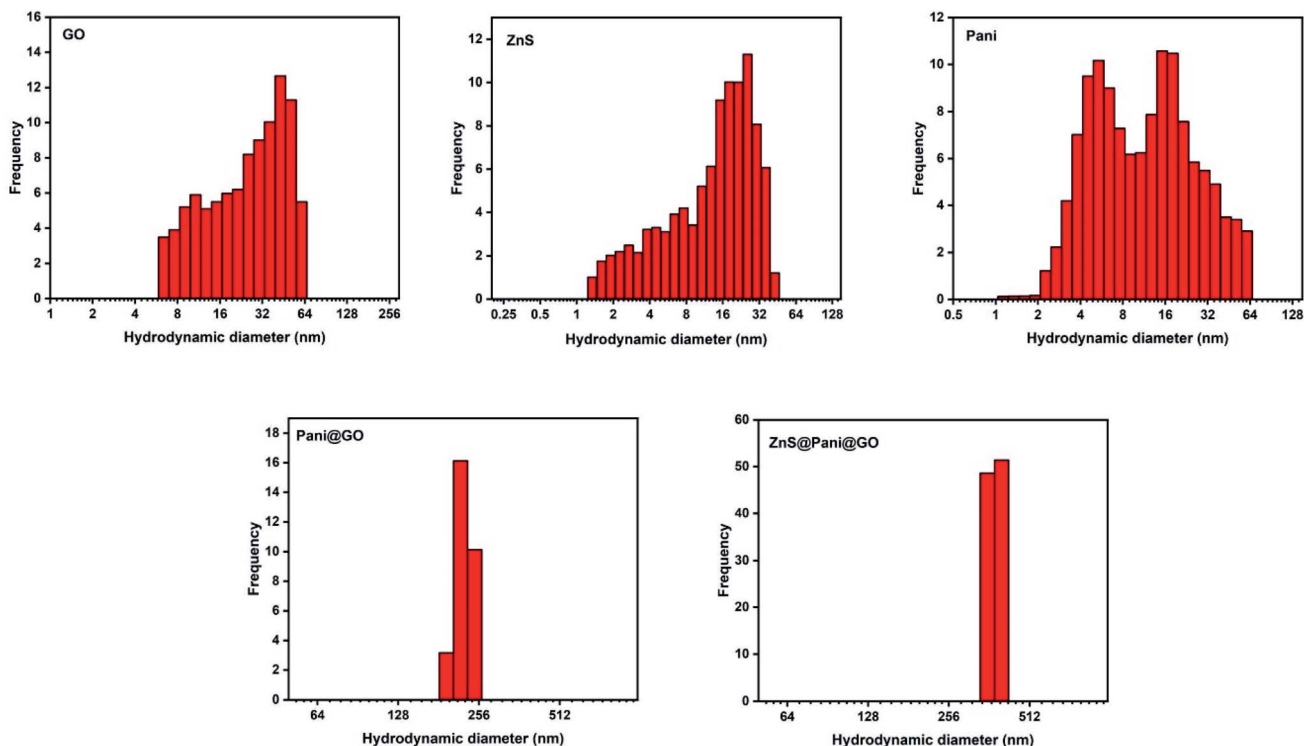 GO
16
14
12
10
8
6
4
2
0
Frequency
1 2 4 8 16 32 64 128 256
Hydrodynamic diameter (nm)
ZnS
12
10
8
6
4
2
0
Frequency
0.25 0.5 1 2 4 8 16 32 64 128
Hydrodynamic diameter (nm)
Pani
12
10
8
6
4
2
0
Frequency
0.5 1 2 4 8 16 32 64 128
Hydrodynamic diameter (nm)
Pani@GO
18
16
14
12
10
8
6
4
2
0
Frequency
64 128 256 512
Hydrodynamic diameter (nm)
ZnS@Pani@GO
60
50
40
30
20
10
0
Frequency
64 128 256 512
Hydrodynamic diameter (nm)